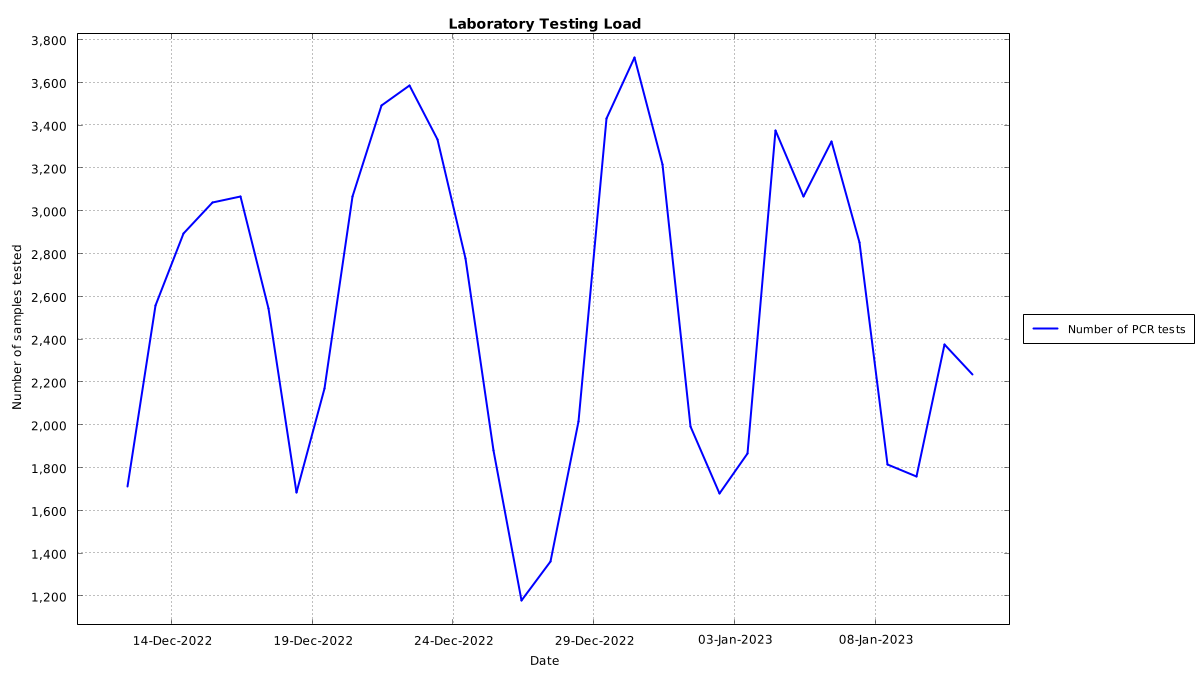 Laboratory Testing Load
3,800
3,600
3,400
3,200
3,000
2,800
2,600
2,400
2,200
2,000
1,800
1,600
1,400
1,200
Number of samples tested
14-Dec-2022
19-Dec-2022
24-Dec-2022
29-Dec-2022
03-Jan-2023
08-Jan-2023
Date
Number of PCR tests